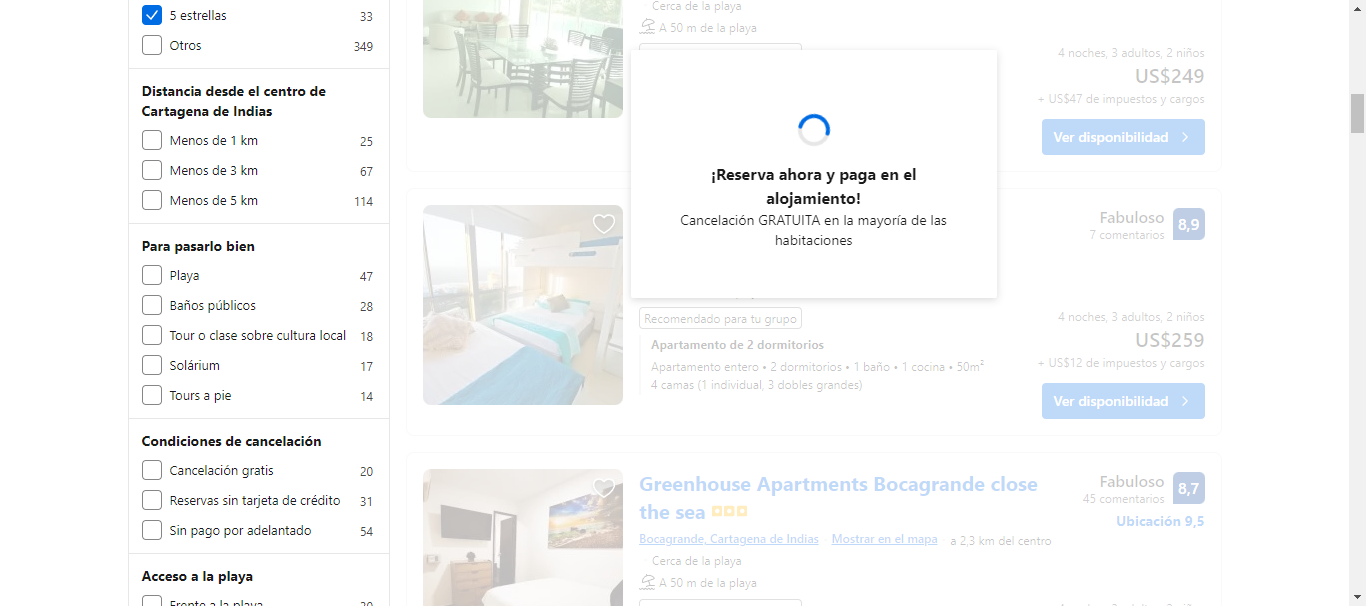 5 estrellas
33
Otros
349
Distancia desde el centro de
Cartagena de Indias
Menos de 1 km
25
Menos de 3 km
67
Menos de 5 km
114
Para pasarlo bien
Playa
47
Baños públicos
28
Tour o clase sobre cultura local
18
Solárium
17
Tours a pie
14
Condiciones de cancelación
Cancelación gratis
20
Reservas sin tarjeta de crédito
31
Sin pago por adelantado
54
Acceso a la playa
Frente a la playa
20
Cerca de la playa
A 50 m de la playa
4 noches, 3 adultos, 2 niños
US$249
+ US$47 de impuestos y cargos
Ver disponibilidad
¡Reserva ahora y paga en el
alojamiento!
Cancelación GRATUITA en la mayoría de las
habitaciones
Fabuloso
8,9
7 comentarios
Recomendado para tu grupo
Apartamento de 2 dormitorios
Apartamento entero • 2 dormitorios • 1 baño • 1 cocina • 50m²
4 camas (1 individual, 3 dobles grandes)
4 noches, 3 adultos, 2 niños
US$259
+ US$12 de impuestos y cargos
Ver disponibilidad
Greenhouse Apartments Bocagrande close
the sea
Bocagrande, Cartagena de Indias
Mostrar en el mapa
a 2,3 km del centro
Cerca de la playa
A 50 m de la playa
Fabuloso
8,7
45 comentarios
Ubicación 9,5